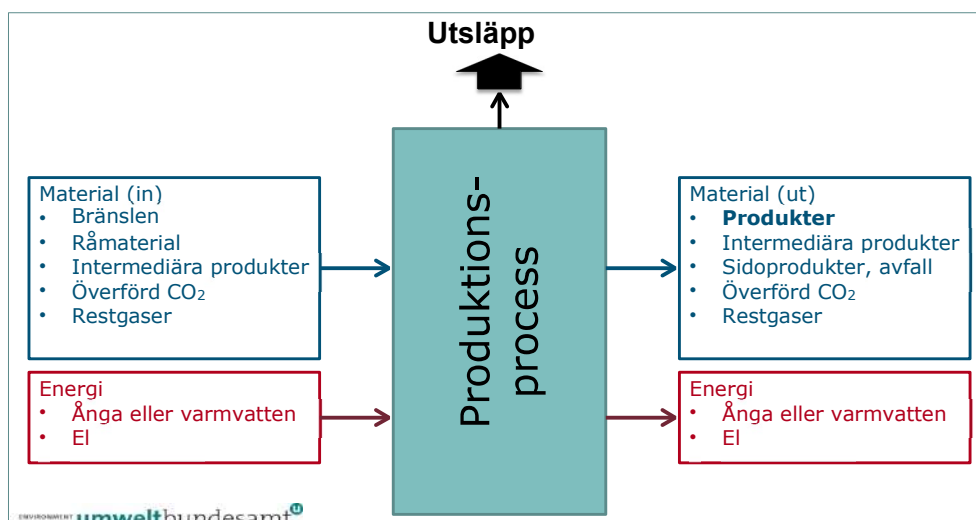 Utsläpp
Material (in)
• Bränslen
• Råmaterial
• Intermediära produkter
• Överförd CO₂
• Restgaser
Energi
• Ånga eller varmvatten
• El
Produktions-
process
Material (ut)
• Produkter
• Intermediära produkter
• Sidoprodukter, avfall
• Överförd CO₂
• Restgaser
Energi
• Ånga eller varmvatten
• El
ENVIRONMENT umweltbundesamt